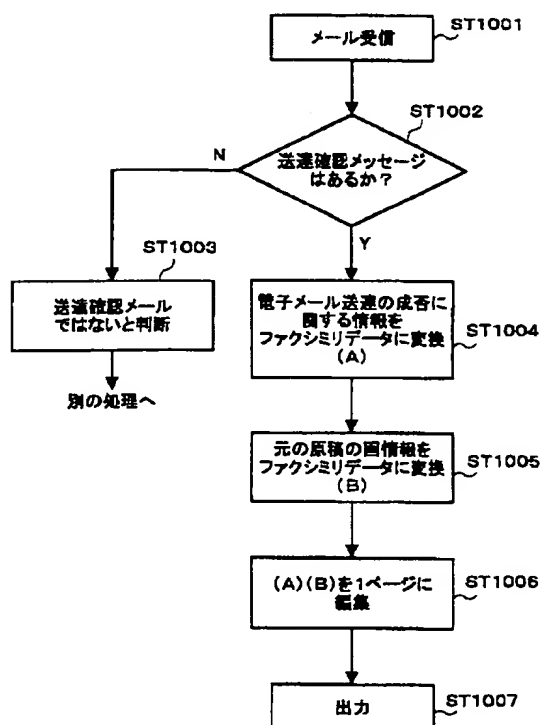 メール受信
ST1001
送達確認メッセージ
はあるか?
ST1002
N
Y
送達確認メール
ではないと判断
ST1003
別の処理へ
電子メール送達の成否に
関する情報を
ファクシミリデータに変換
(A)
ST1004
元の原稿の画情報を
ファクシミリデータに変換
(B)
ST1005
(A)(B)を1ページに
編集
ST1006
出力
ST1007